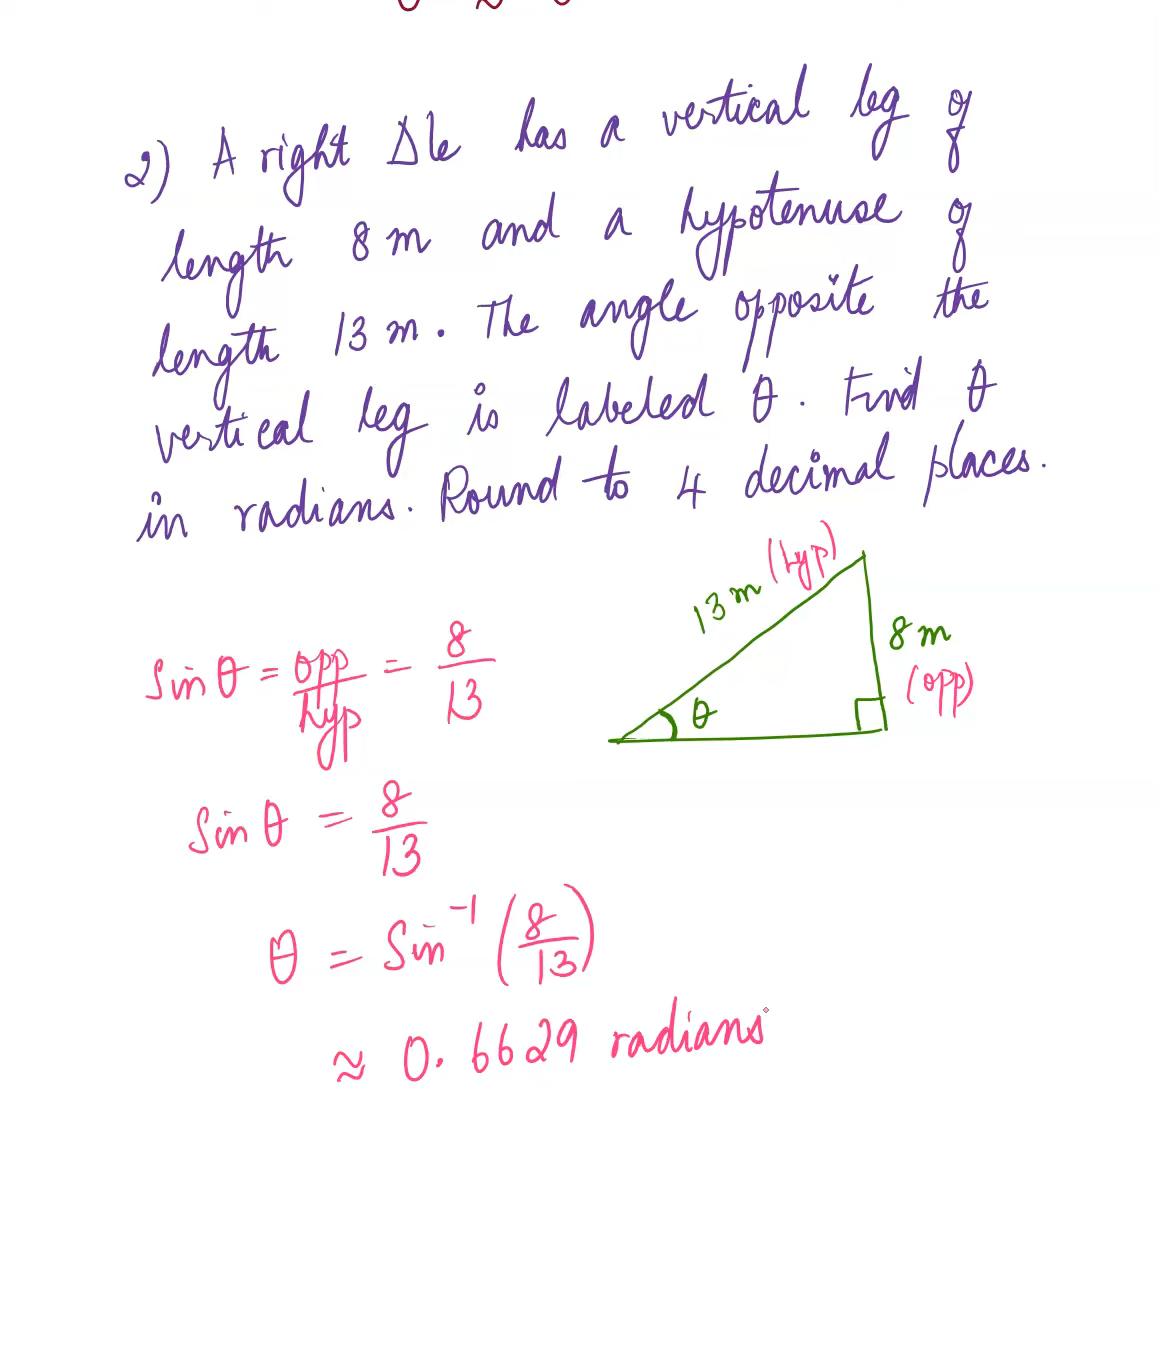 2) A right Δle has a vertical leg of
length 8 m and a hypotenuse of
length 13 m. The angle opposite the
vertical leg is labeled θ. Find θ
in radians. Round to 4 decimal places.
13 m (hyp)
8 m
(opp)
θ
sin θ = opp/hyp = 8/13
sin θ = 8/13
θ = sin⁻¹ (8/13)
≈ 0.6629 radians